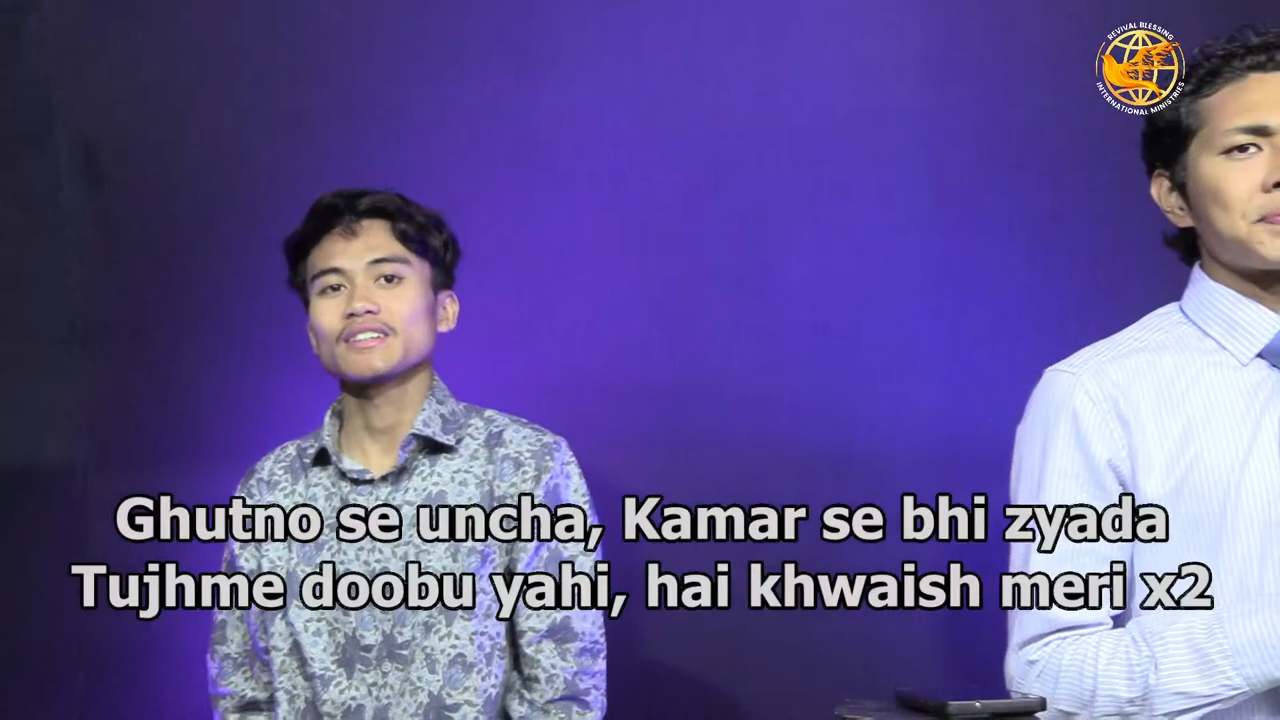 REVIVAL BLESSING
INTERNATIONAL MINISTRIES
Ghutno se uncha, Kamar se bhi zyada
Tujhme doobu yahi, hai khwaish meri x2